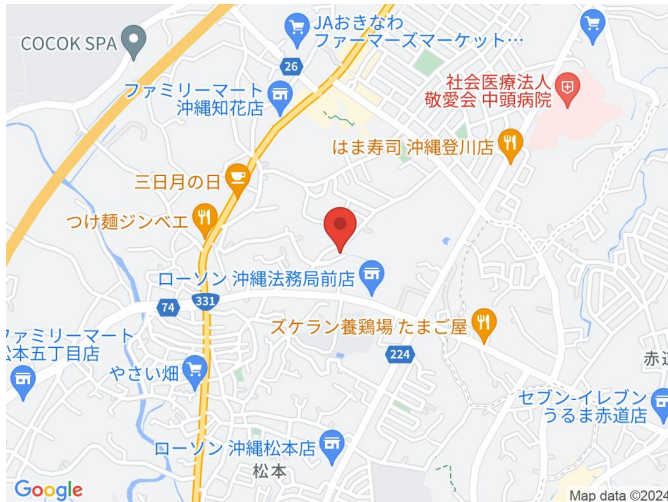 JAおきなわ
ファーマーズマーケット…
COCOK SPA
26
ファミリーマート
沖縄知花店
社会医療法人
敬愛会 中頭病院
はま寿司 沖縄登川店
三日月の日
つけ麺ジンベエ
ローソン 沖縄法務局前店
74
331
ズケラン養鶏場 たまご屋
ファミリーマート
松本五丁目店
224
やさい畑
赤道
セブン-イレブン
うるま赤道店
ローソン 沖縄松本店
松本
Google
Map data ©2024